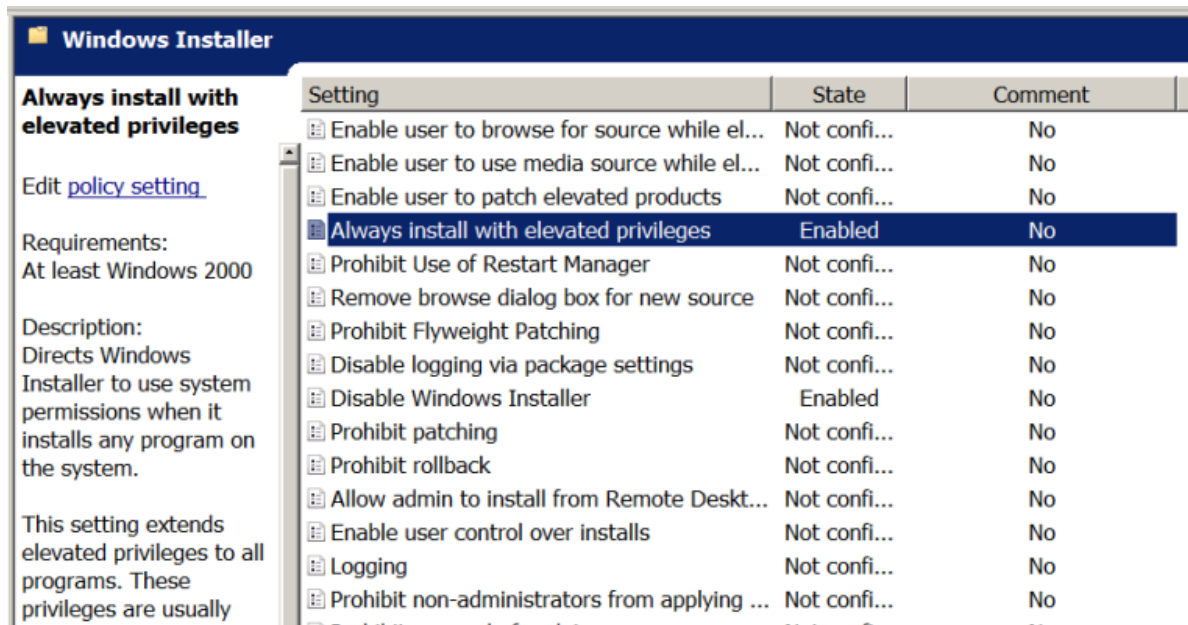 Windows Installer
Always install with
elevated privileges
Edit policy setting
Requirements:
At least Windows 2000
Description:
Directs Windows
Installer to use system
permissions when it
installs any program on
the system.
This setting extends
elevated privileges to all
programs. These
privileges are usually
Setting State Comment
Enable user to browse for source while el... Not confi... No
Enable user to use media source while el... Not confi... No
Enable user to patch elevated products Not confi... No
Always install with elevated privileges Enabled No
Prohibit Use of Restart Manager Not confi... No
Remove browse dialog box for new source Not confi... No
Prohibit Flyweight Patching Not confi... No
Disable logging via package settings Not confi... No
Disable Windows Installer Enabled No
Prohibit patching Not confi... No
Prohibit rollback Not confi... No
Allow admin to install from Remote Deskt... Not confi... No
Enable user control over installs Not confi... No
Logging Not confi... No
Prohibit non-administrators from applying ... Not confi... No